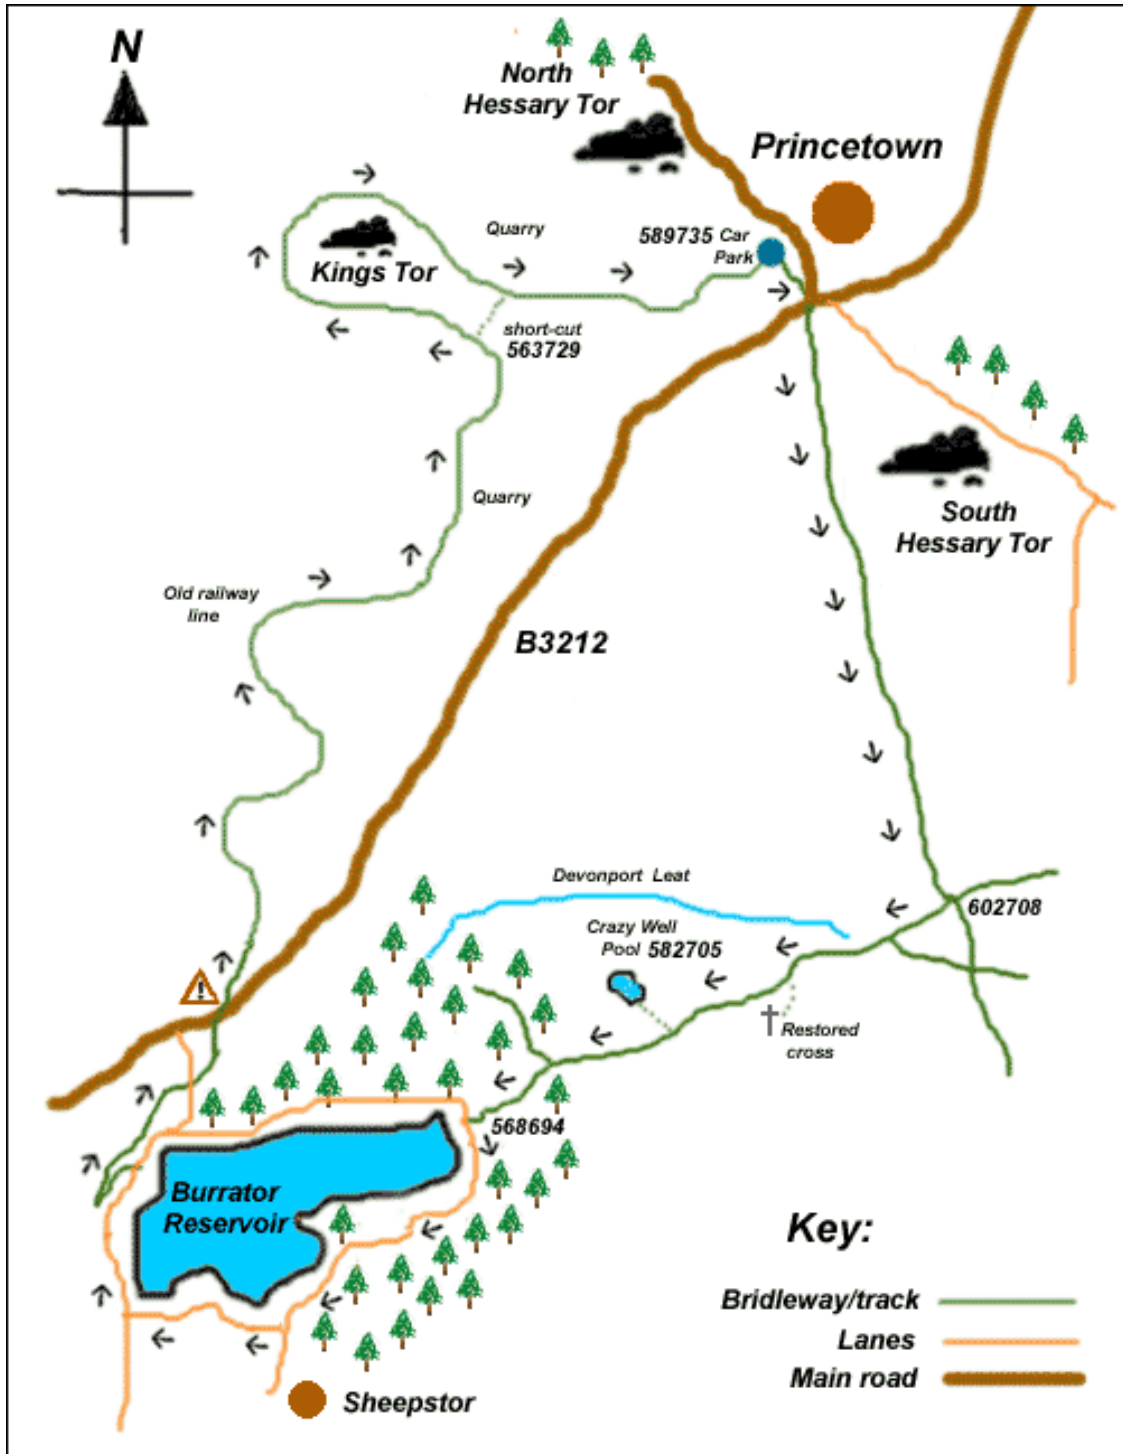 N
North
Hessary Tor
Princetown
Quarry
589735 Car
Park
Kings Tor
short-cut
563729
Quarry
South
Hessary Tor
Old railway
line
B3212
Devonport Leat
Crazy Well
Pool 582705
602708
!
Restored
cross
568694
Burrator
Reservoir
Key:
Bridleway/track
Lanes
Main road
Sheepstor